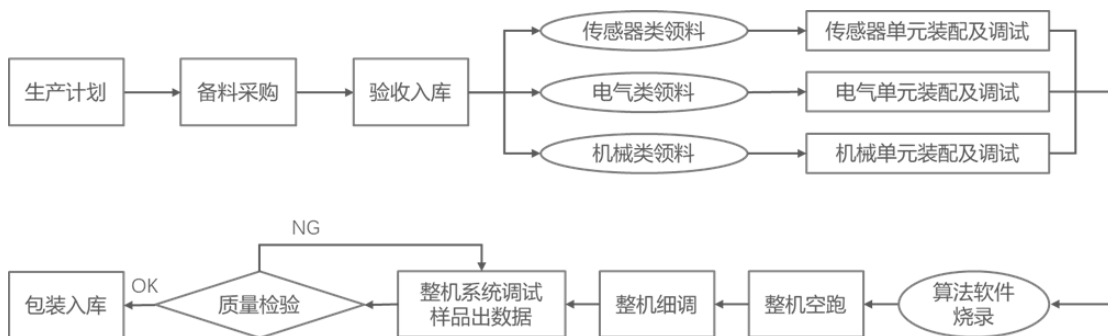 生产计划
备料采购
验收入库
传感器类领料
传感器单元装配及调试
电气类领料
电气单元装配及调试
机械类领料
机械单元装配及调试
NG
包装入库
OK
质量检验
整机系统调试
样品出数据
整机细调
整机空跑
算法软件
烧录